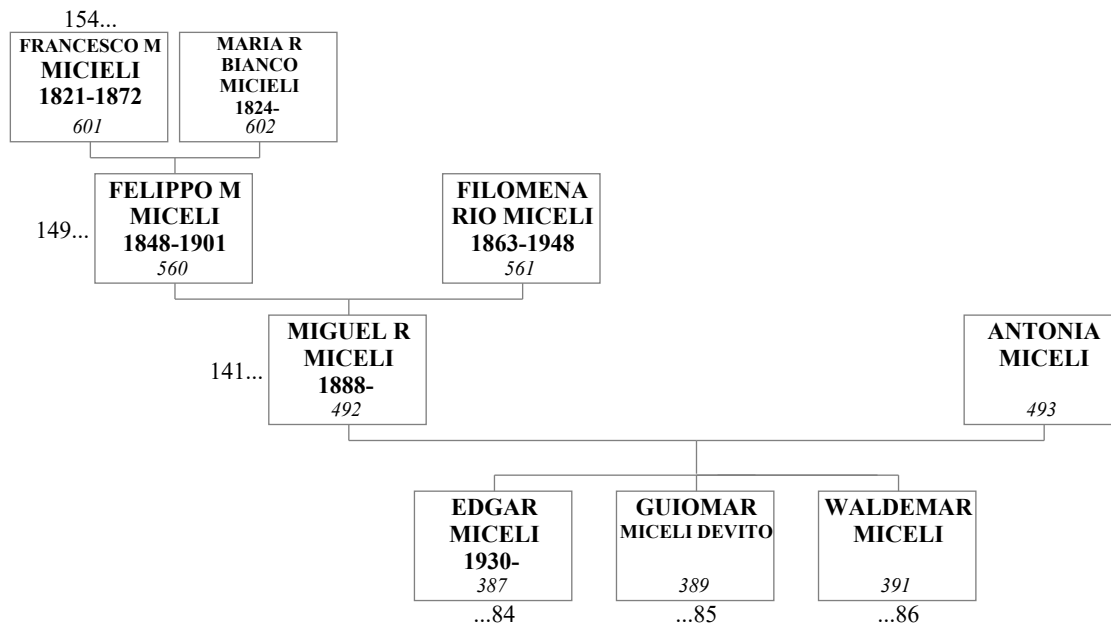 154...
FRANCESCO M
MICIELI
1821-1872
601
MARIA R
BIANCO
MICIELI
1824-
602
149...
FELIPPO M
MICELI
1848-1901
560
FILOMENA
RIO MICELI
1863-1948
561
141...
MIGUEL R
MICELI
1888-
492
ANTONIA
MICELI
493
EDGAR
MICELI
1930-
387
...84
GUIOMAR
MICELI DEVITO
389
...85
WALDEMAR
MICELI
391
...86